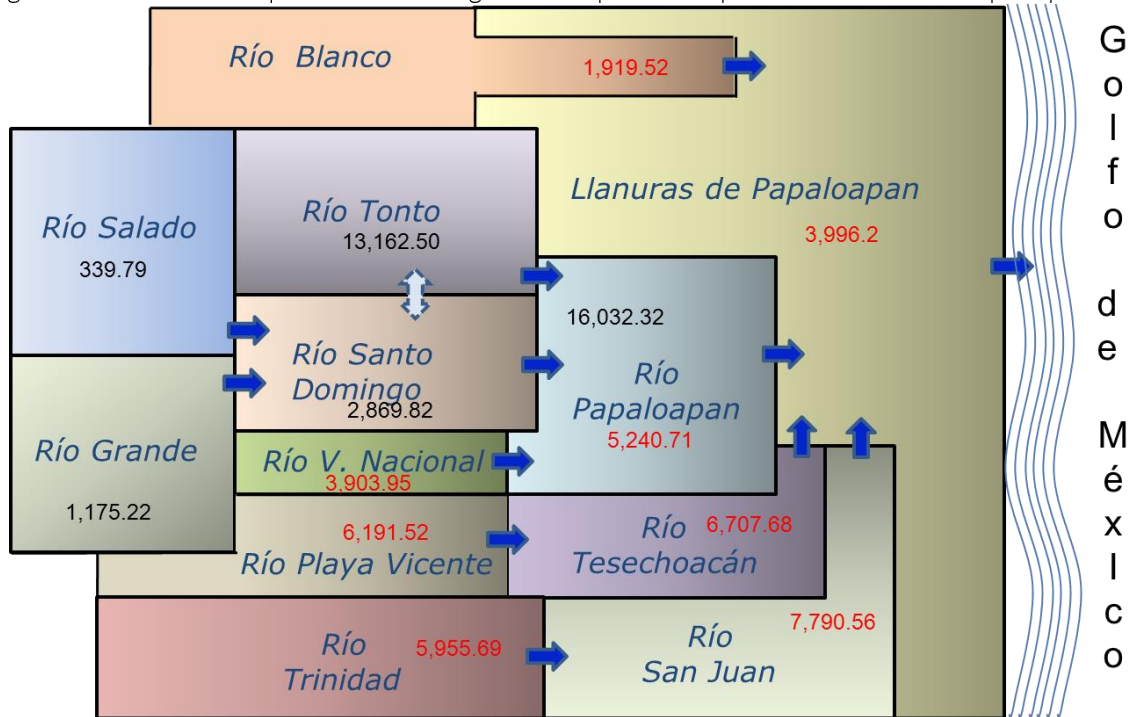 Río Blanco
1,919.52
Río Salado
339.79
Río Tonto
13,162.50
Llanuras de Papaloapan
3,996.2
16,032.32
Río Santo
Domingo
2,869.82
Río
Papaloapan
5,240.71
Río Grande
1,175.22
Río V. Nacional
3,903.95
6,191.52
Río Playa Vicente
Río
Tesechoacán
6,707.68
Río
Trinidad
5,955.69
Río
San Juan
7,790.56
G
o
l
f
o
d
e
M
é
x
I
c
o